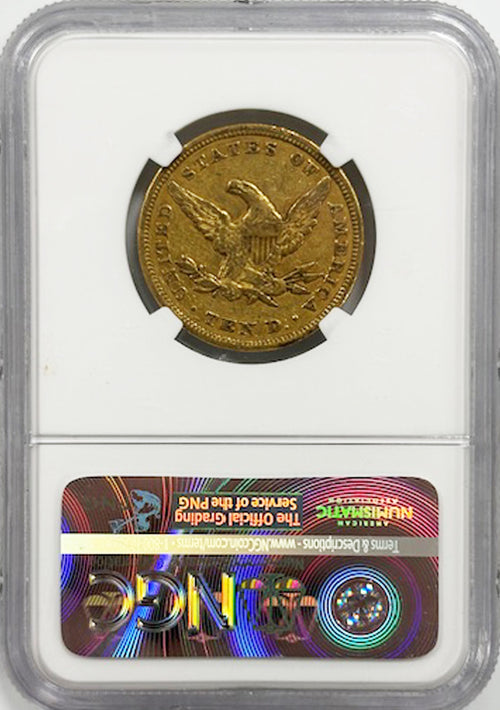 UNITED STATES OF AMERICA
TEN D.
The Official Grading
Service of the PNG
AMERICAN
NUMISMATIC
ASSOCIATION
Terms & Descriptions - www.NGCcoin.com/terms
NGC